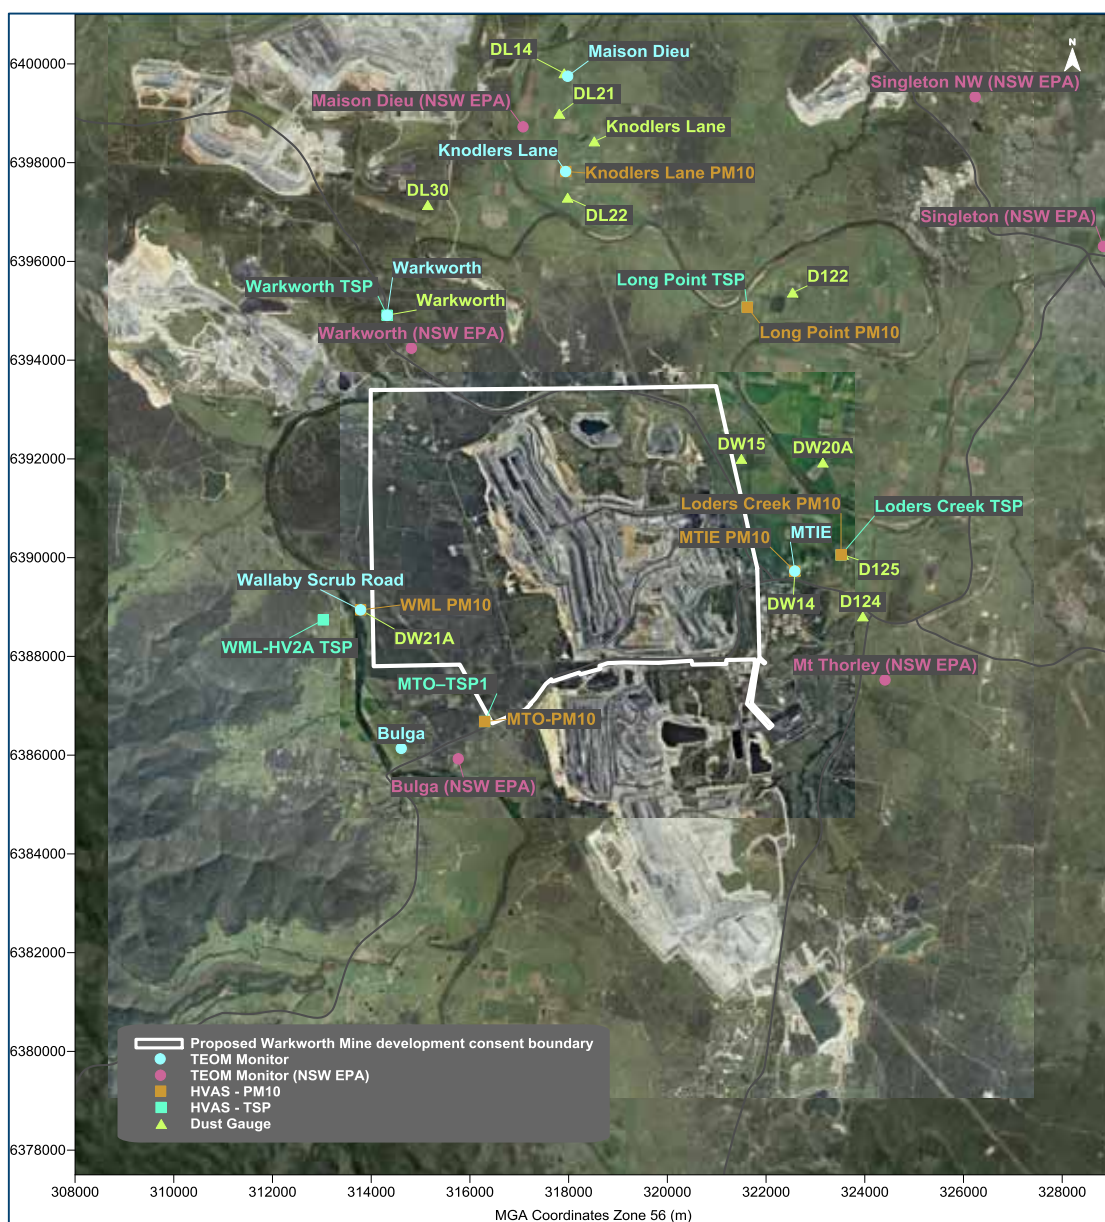 N
6400000
DL14
Maison Dieu
Singleton NW (NSW EPA)
Maison Dieu (NSW EPA)
DL21
Knodlers Lane
6398000
Knodlers Lane
Knodlers Lane PM10
DL30
DL22
Singleton (NSW EPA)
6396000
Warkworth
Warkworth TSP
Warkworth
Long Point TSP
D122
Warkworth (NSW EPA)
Long Point PM10
6394000
DW15
DW20A
6392000
Loders Creek PM10
Loders Creek TSP
MTIE PM10
MTIE
6390000
D125
Wallaby Scrub Road
WML PM10
DW14
D124
DW21A
WML-HV2A TSP
6388000
Mt Thorley (NSW EPA)
MTO–TSP1
MTO-PM10
Bulga
6386000
Bulga (NSW EPA)
6384000
6382000
6380000
6378000
Proposed Warkworth Mine development consent boundary
TEOM Monitor
TEOM Monitor (NSW EPA)
HVAS - PM10
HVAS - TSP
Dust Gauge
308000 310000 312000 314000 316000 318000 320000 322000 324000 326000 328000
MGA Coordinates Zone 56 (m)